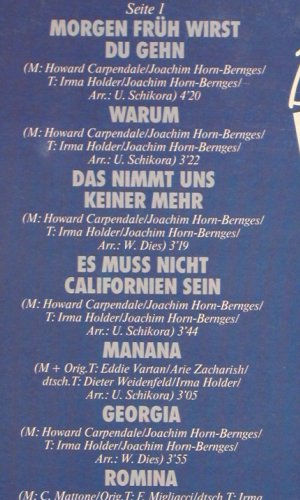 Seite 1
MORGEN FRÜH WIRST
DU GEHN
(M: Howard Carpendale/Joachim Horn-Bernges/
T: Irma Holder/Joachim Horn-Bernges/
Arr.: U. Schikora) 4'20
WARUM
(M: Howard Carpendale/Joachim Horn-Bernges/
T: Irma Holder/Joachim Horn-Bernges/
Arr.: U. Schikora) 3'22
DAS NIMMT UNS
KEINER MEHR
(M: Howard Carpendale/Joachim Horn-Bernges/
T: Irma Holder/Joachim Horn-Bernges/
Arr.: W. Dies) 3'19
ES MUSS NICHT
CALIFORNIEN SEIN
(M: Howard Carpendale/Joachim Horn-Bernges/
T: Irma Holder/Joachim Horn-Bernges/
Arr.: U. Schikora) 3'44
MANANA
(M + Orig.T: Eddie Vartan/Arie Zacharish/
dtsch.T: Dieter Weidenfeld/Irma Holder/
Arr.: U. Schikora) 3'05
GEORGIA
(M: Howard Carpendale/Joachim Horn-Bernges/
T: Irma Holder/Joachim Horn-Bernges/
Arr.: W. Dies) 3'55
ROMINA
(M: C. Mattone/Orig.T: F. Migliacci/dtsch.T: Irma